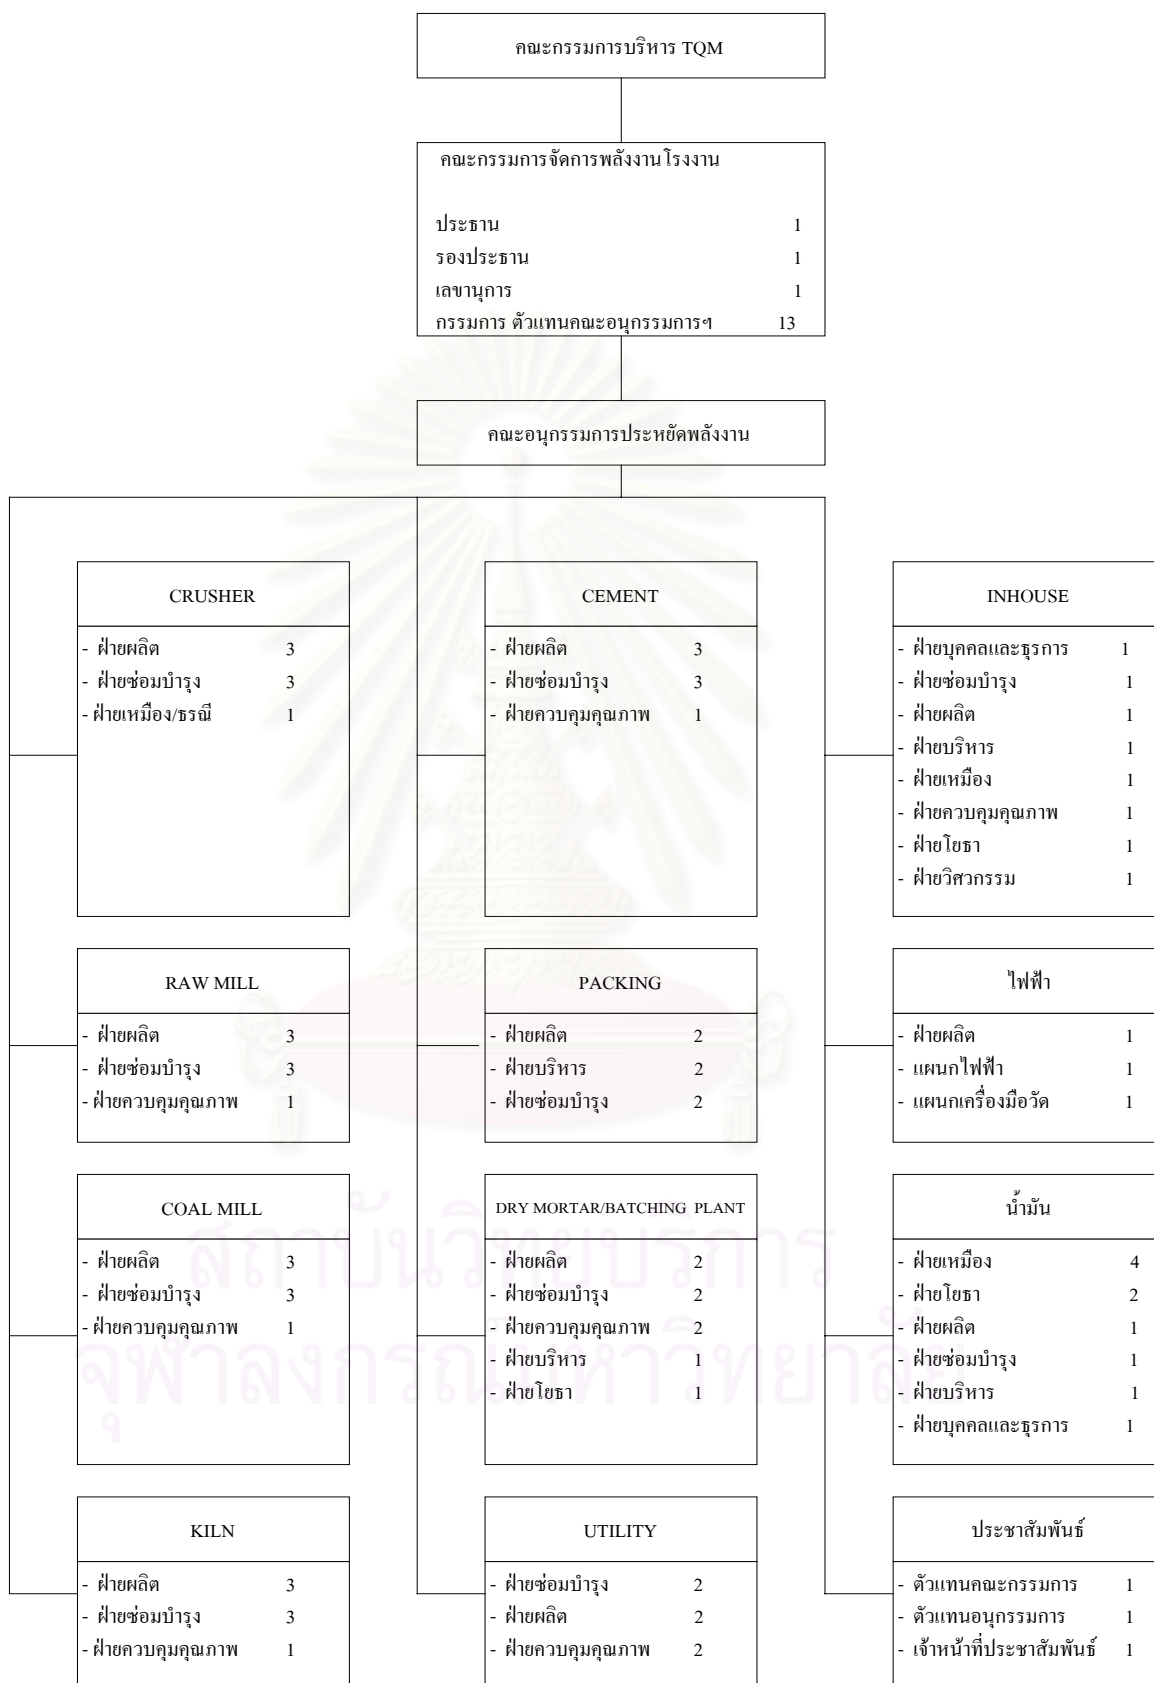 คณะกรรมการบริหาร TQM
คณะกรรมการจัดการพลังงานโรงงาน
ประธาน 1
รองประธาน 1
เลขานุการ 1
กรรมการ ตัวแทนคณะอนุกรรมการฯ 13
คณะอนุกรรมการประหยัดพลังงาน
CRUSHER
- ฝ่ายผลิต 3
- ฝ่ายซ่อมบำรุง 3
- ฝ่ายเหมือง/ธรณี 1
CEMENT
- ฝ่ายผลิต 3
- ฝ่ายซ่อมบำรุง 3
- ฝ่ายควบคุมคุณภาพ 1
INHOUSE
- ฝ่ายบุคคลและธุรการ 1
- ฝ่ายซ่อมบำรุง 1
- ฝ่ายผลิต 1
- ฝ่ายบริหาร 1
- ฝ่ายเหมือง 1
- ฝ่ายควบคุมคุณภาพ 1
- ฝ่ายโยธา 1
- ฝ่ายวิศวกรรม 1
RAW MILL
- ฝ่ายผลิต 3
- ฝ่ายซ่อมบำรุง 3
- ฝ่ายควบคุมคุณภาพ 1
PACKING
- ฝ่ายผลิต 2
- ฝ่ายบริหาร 2
- ฝ่ายซ่อมบำรุง 2
ไฟฟ้า
- ฝ่ายผลิต 1
- แผนกไฟฟ้า 1
- แผนกเครื่องมือวัด 1
COAL MILL
- ฝ่ายผลิต 3
- ฝ่ายซ่อมบำรุง 3
- ฝ่ายควบคุมคุณภาพ 1
DRY MORTAR/BATCHING PLANT
- ฝ่ายผลิต 2
- ฝ่ายซ่อมบำรุง 2
- ฝ่ายควบคุมคุณภาพ 2
- ฝ่ายบริหาร 1
- ฝ่ายโยธา 1
น้ำมัน
- ฝ่ายเหมือง 4
- ฝ่ายโยธา 2
- ฝ่ายผลิต 1
- ฝ่ายซ่อมบำรุง 1
- ฝ่ายบริหาร 1
- ฝ่ายบุคคลและธุรการ 1
KILN
- ฝ่ายผลิต 3
- ฝ่ายซ่อมบำรุง 3
- ฝ่ายควบคุมคุณภาพ 1
UTILITY
- ฝ่ายซ่อมบำรุง 2
- ฝ่ายผลิต 2
- ฝ่ายควบคุมคุณภาพ 2
ประชาสัมพันธ์
- ตัวแทนคณะกรรมการ 1
- ตัวแทนอนุกรรมการ 1
- เจ้าหน้าที่ประชาสัมพันธ์ 1
สถาบันวิทยบริการ
จุฬาลงกรณ์มหาวิทยาลัย